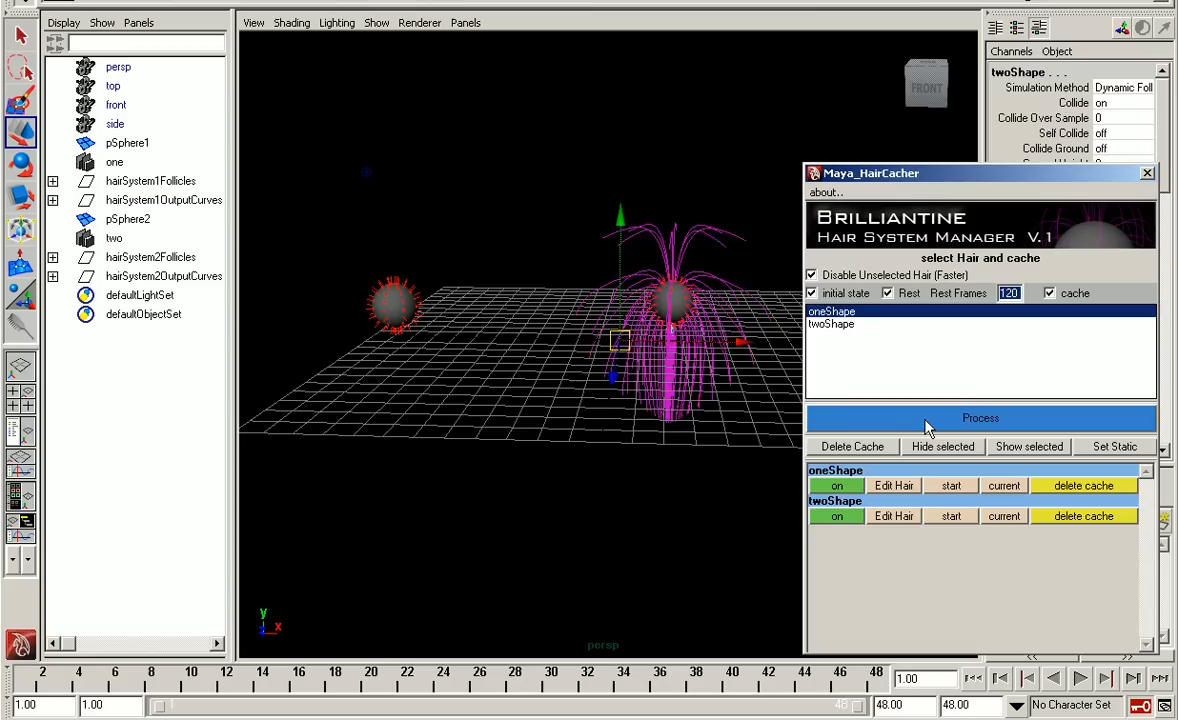 Display Show Panels
View Shading Lighting Show Renderer Panels
Channels Object
persp
top
front
side
pSphere1
one
hairSystem1Follicles
hairSystem1OutputCurves
pSphere2
two
hairSystem2Follicles
hairSystem2OutputCurves
defaultLightSet
defaultObjectSet
FRONT
twoShape . . .
Simulation Method Dynamic Foll
Collide on
Collide Over Sample 0
Self Collide off
Collide Ground off
Maya_HairCacher
about..
BRILLIANTINE
HAIR SYSTEM MANAGER V.1
select Hair and cache
Disable Unselected Hair (Faster)
initial state Rest Rest Frames 120 cache
oneShape
twoShape
Process
Delete Cache Hide selected Show selected Set Static
oneShape
on Edit Hair start current delete cache
twoShape
on Edit Hair start current delete cache
y
x
persp
2 4 6 8 10 12 14 16 18 20 22 24 26 28 30 32 34 36 38 40 42 44 46 48 1.00
1.00 1.00 1 48 48.00 48.00 No Character Set